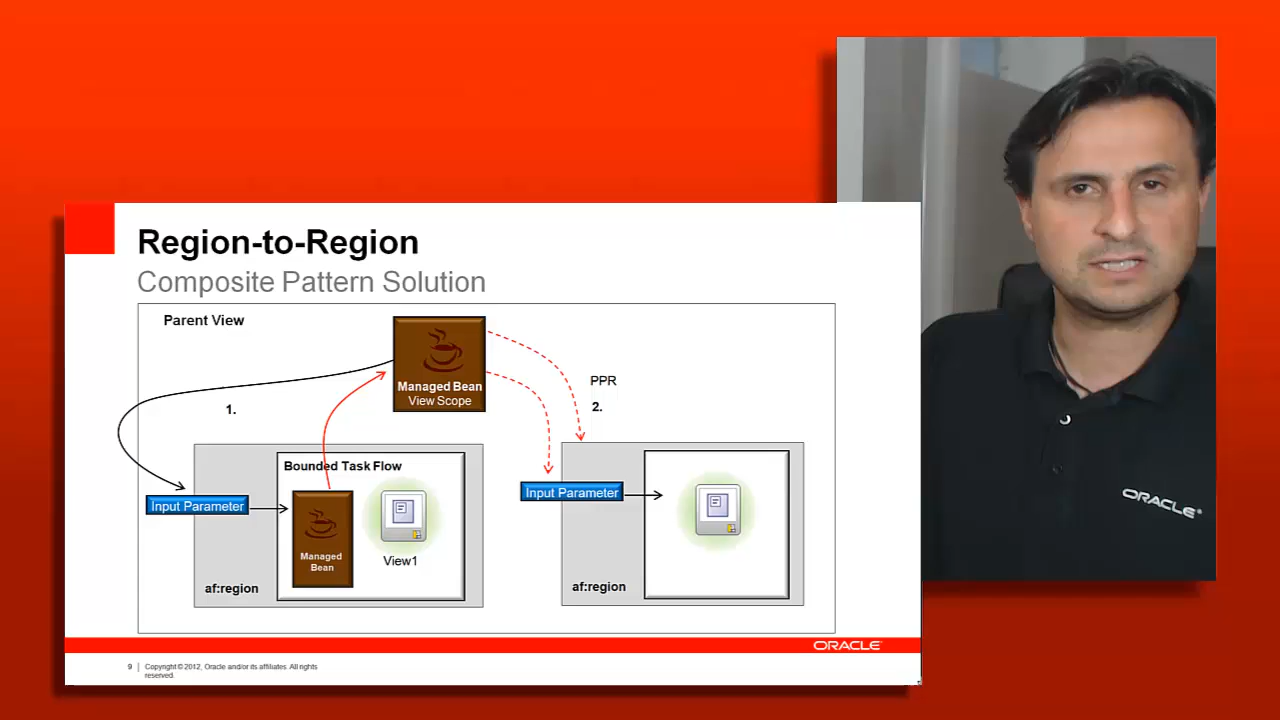 Region-to-Region
Composite Pattern Solution
Parent View
Managed Bean
View Scope
PPR
1.
2.
Bounded Task Flow
Input Parameter
Managed
Bean
View1
af:region
Input Parameter
af:region
ORACLE
9
Copyright © 2012, Oracle and/or its affiliates. All rights
reserved.
ORACLE